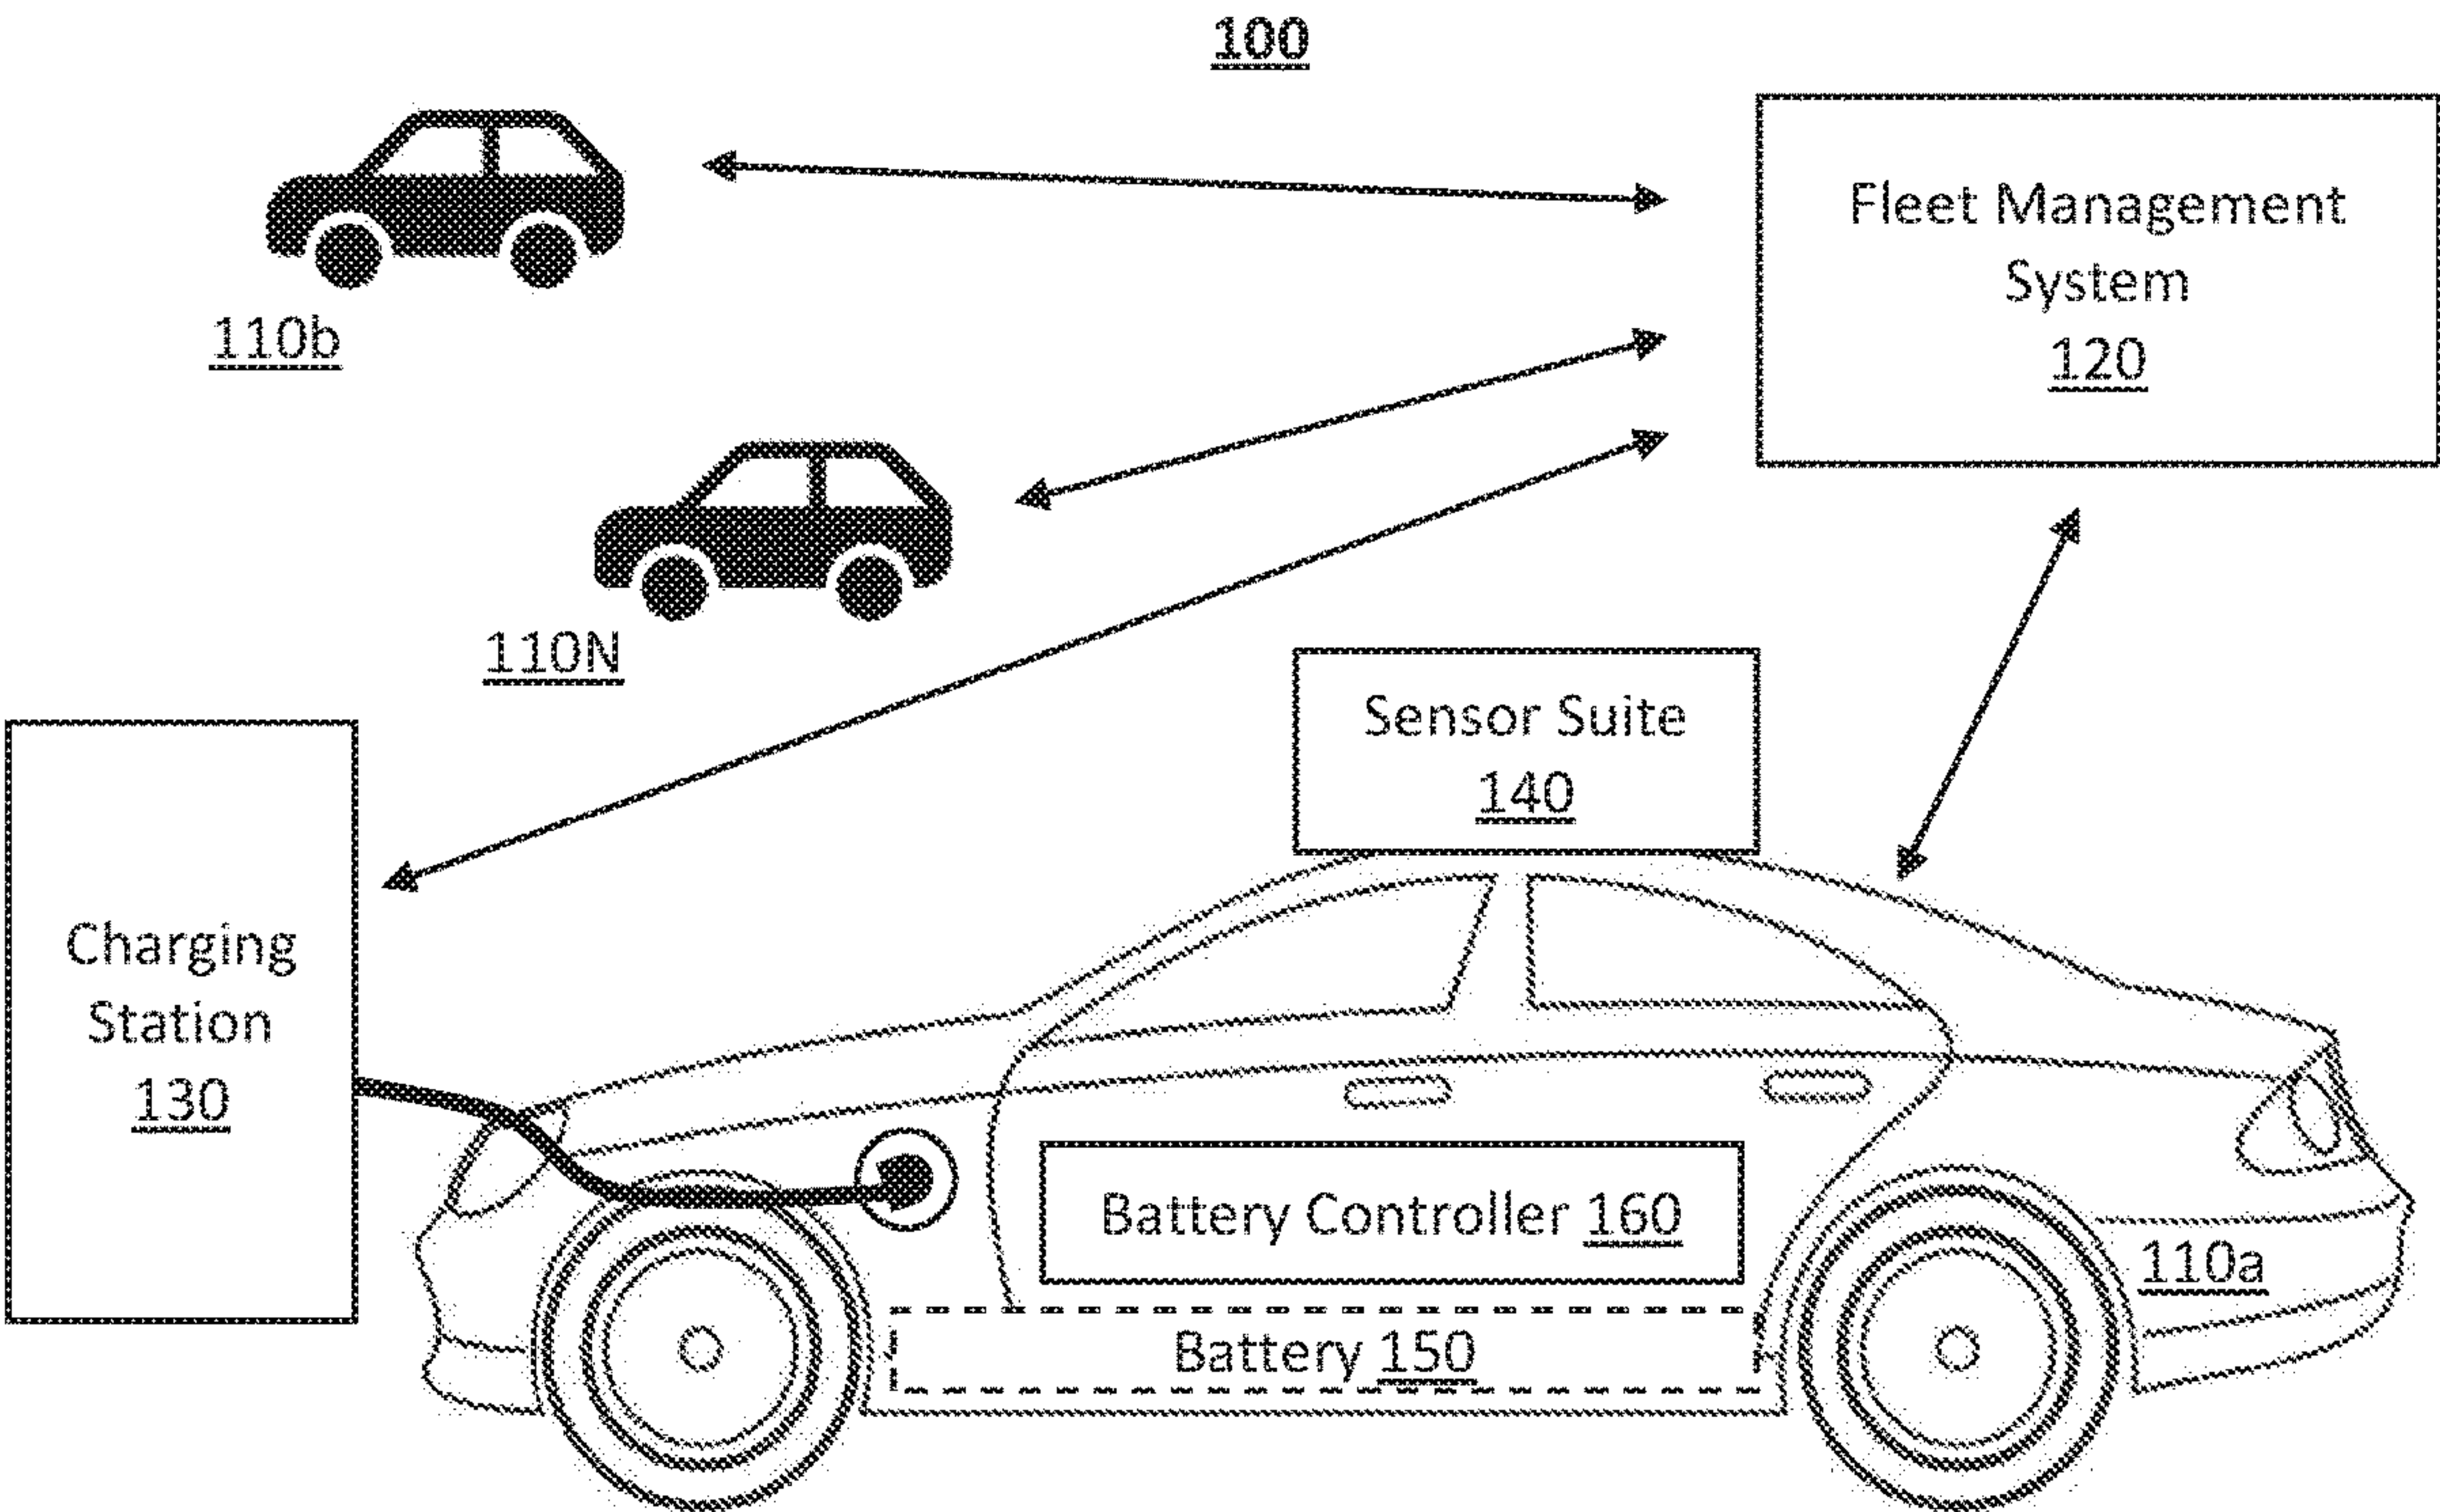 100
Fleet Management
System
120
110b
110N
Sensor Suite
140
Charging
Station
130
Battery Controller 160
110a
Battery 150